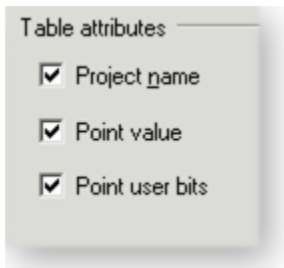 Table attributes
Project name
Point value
Point user bits